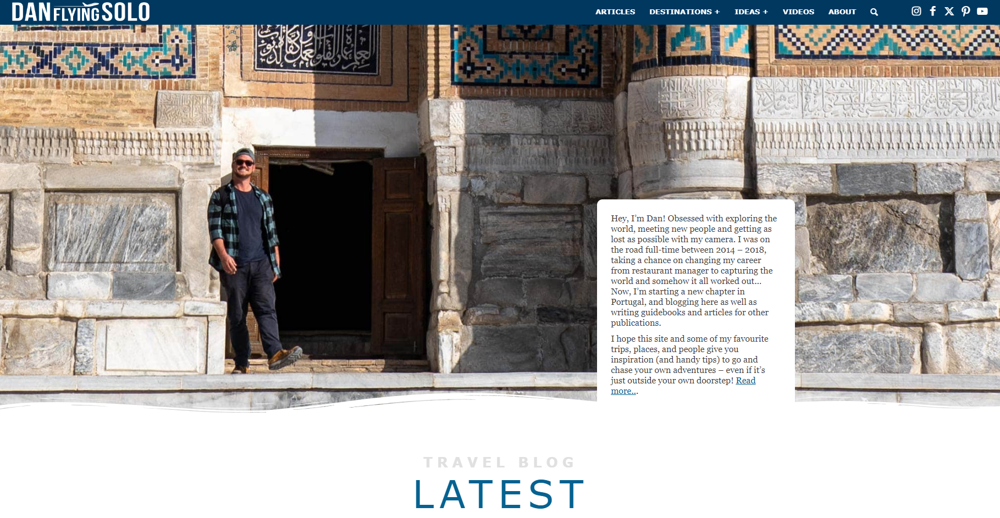 DAN FLYING SOLO
ARTICLES DESTINATIONS + IDEAS + VIDEOS ABOUT
Hey, I’m Dan! Obsessed with exploring the
world, meeting new people and getting as
lost as possible with my camera. I was on
the road full-time between 2014 – 2018,
taking a chance on changing my career
from restaurant manager to capturing the
world and somehow it all worked out…
Now, I’m starting a new chapter in
Portugal, and blogging here as well as
writing guidebooks and articles for other
publications.
I hope this site and some of my favourite
trips, places, and people give you
inspiration (and handy tips) to go and
chase your own adventures – even if it’s
just outside your own doorstep! Read
more...
TRAVEL BLOG
LATEST